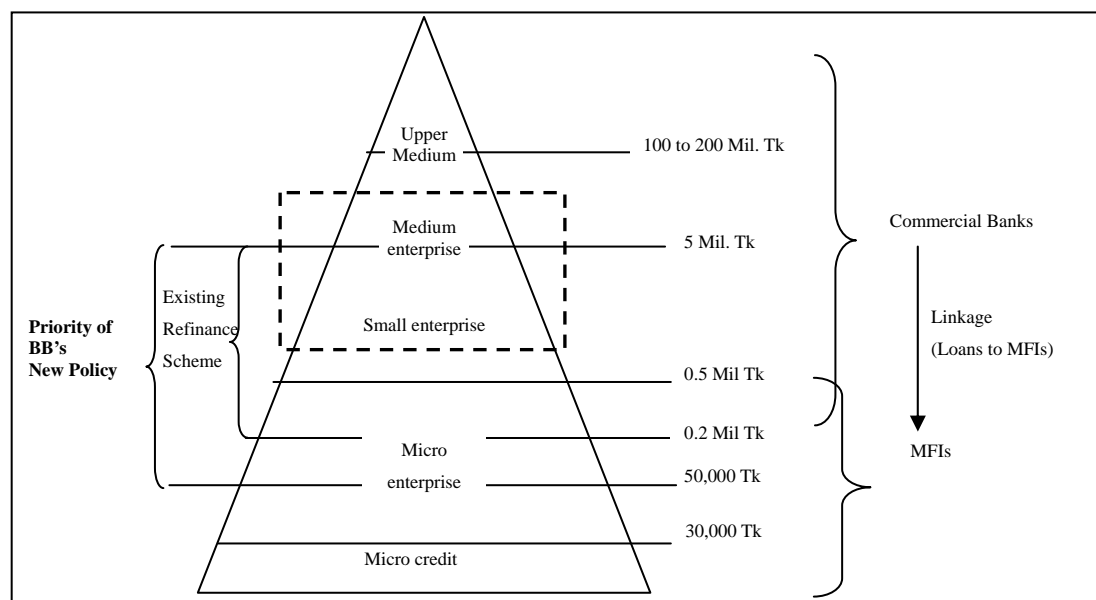 Upper
Medium
100 to 200 Mil. Tk
Medium
enterprise
5 Mil. Tk
Commercial Banks
Existing
Refinance
Scheme
Priority of
BB's
New Policy
Small enterprise
Linkage
(Loans to MFIs)
0.5 Mil Tk
0.2 Mil Tk
MFIs
Micro
enterprise
50,000 Tk
30,000 Tk
Micro credit